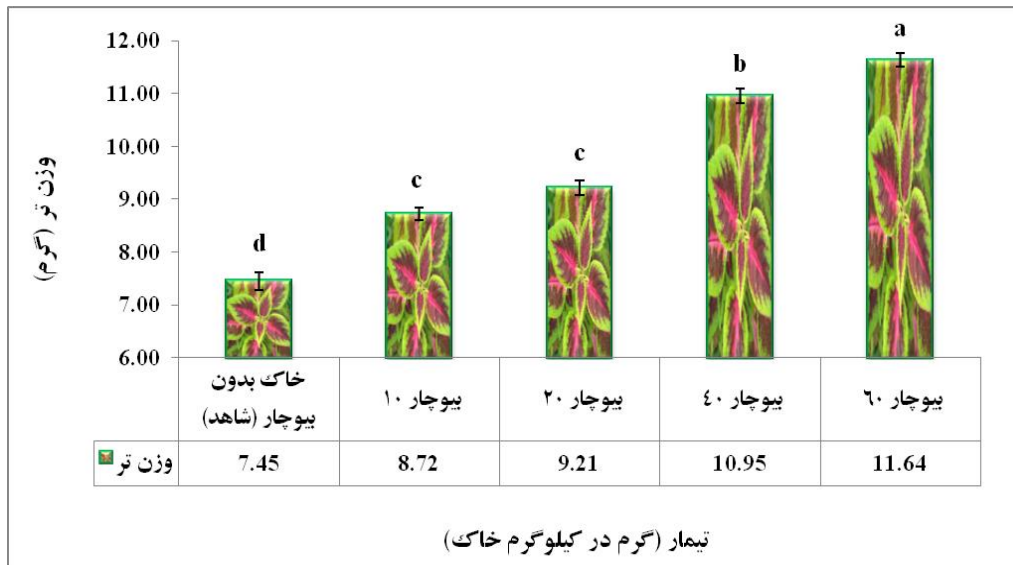 12.00
11.00
10.00
9.00
8.00
7.00
6.00
وزن تر (گرم)
d
c
c
b
a
خاک بدون
بیوچار (شاهد)
بیوچار ۱۰
بیوچار ۲۰
بیوچار ٤۰
بیوچار ٦۰
وزن تر 7.45 8.72 9.21 10.95 11.64
تیمار (گرم در کیلوگرم خاک)